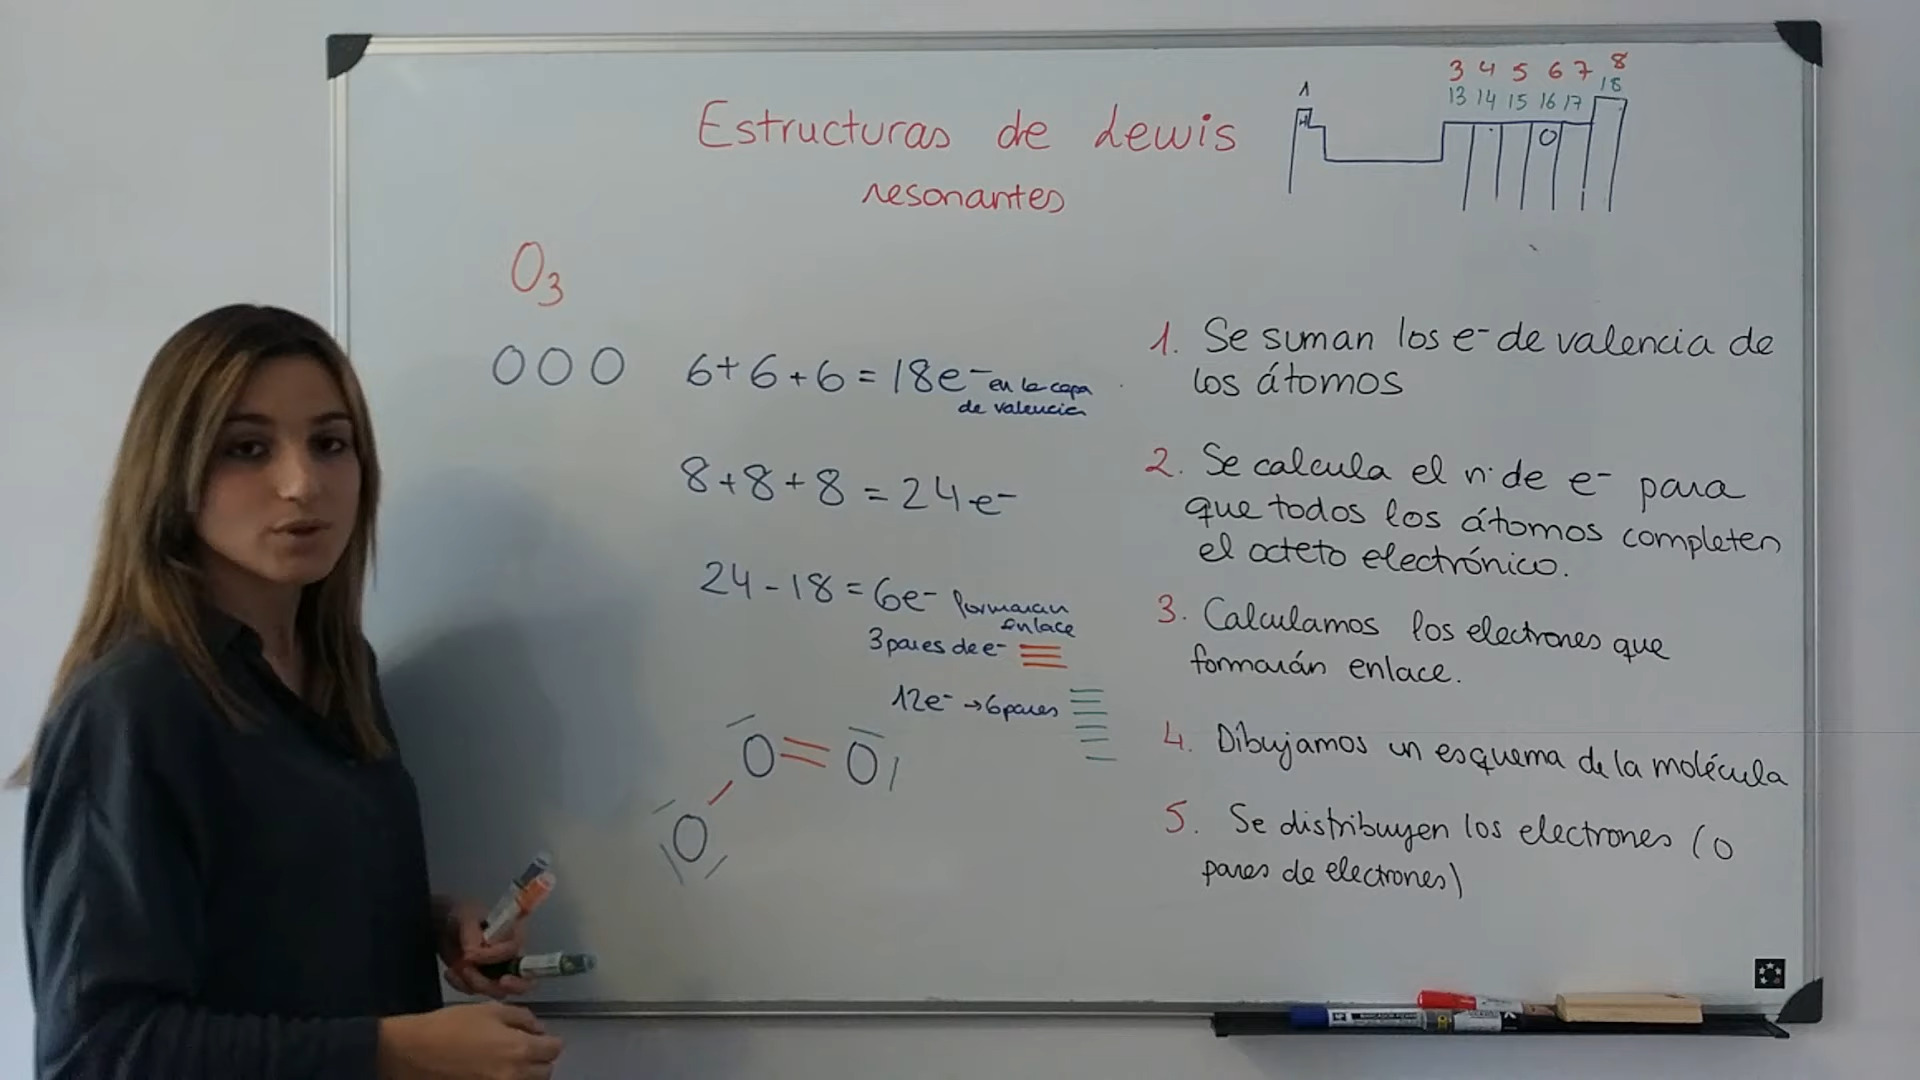 Estructuras de Lewis
resonantes
3 4 5 6 7 8
1 13 14 15 16 17 18
H O
O3
O O O 6+6+6=18e- en la capa
de valencia
8+8+8=24e-
24-18=6e- formaran
enlace
3 pares de e-
12e- →6pares
O=O
O
1. Se suman los e- de valencia de
los átomos
2. Se calcula el nº de e- para
que todos los átomos completen
el octeto electrónico.
3. Calculamos los electrones que
formarán enlace.
4. Dibujamos un esquema de la molécula
5. Se distribuyen los electrones (o
pares de electrones)